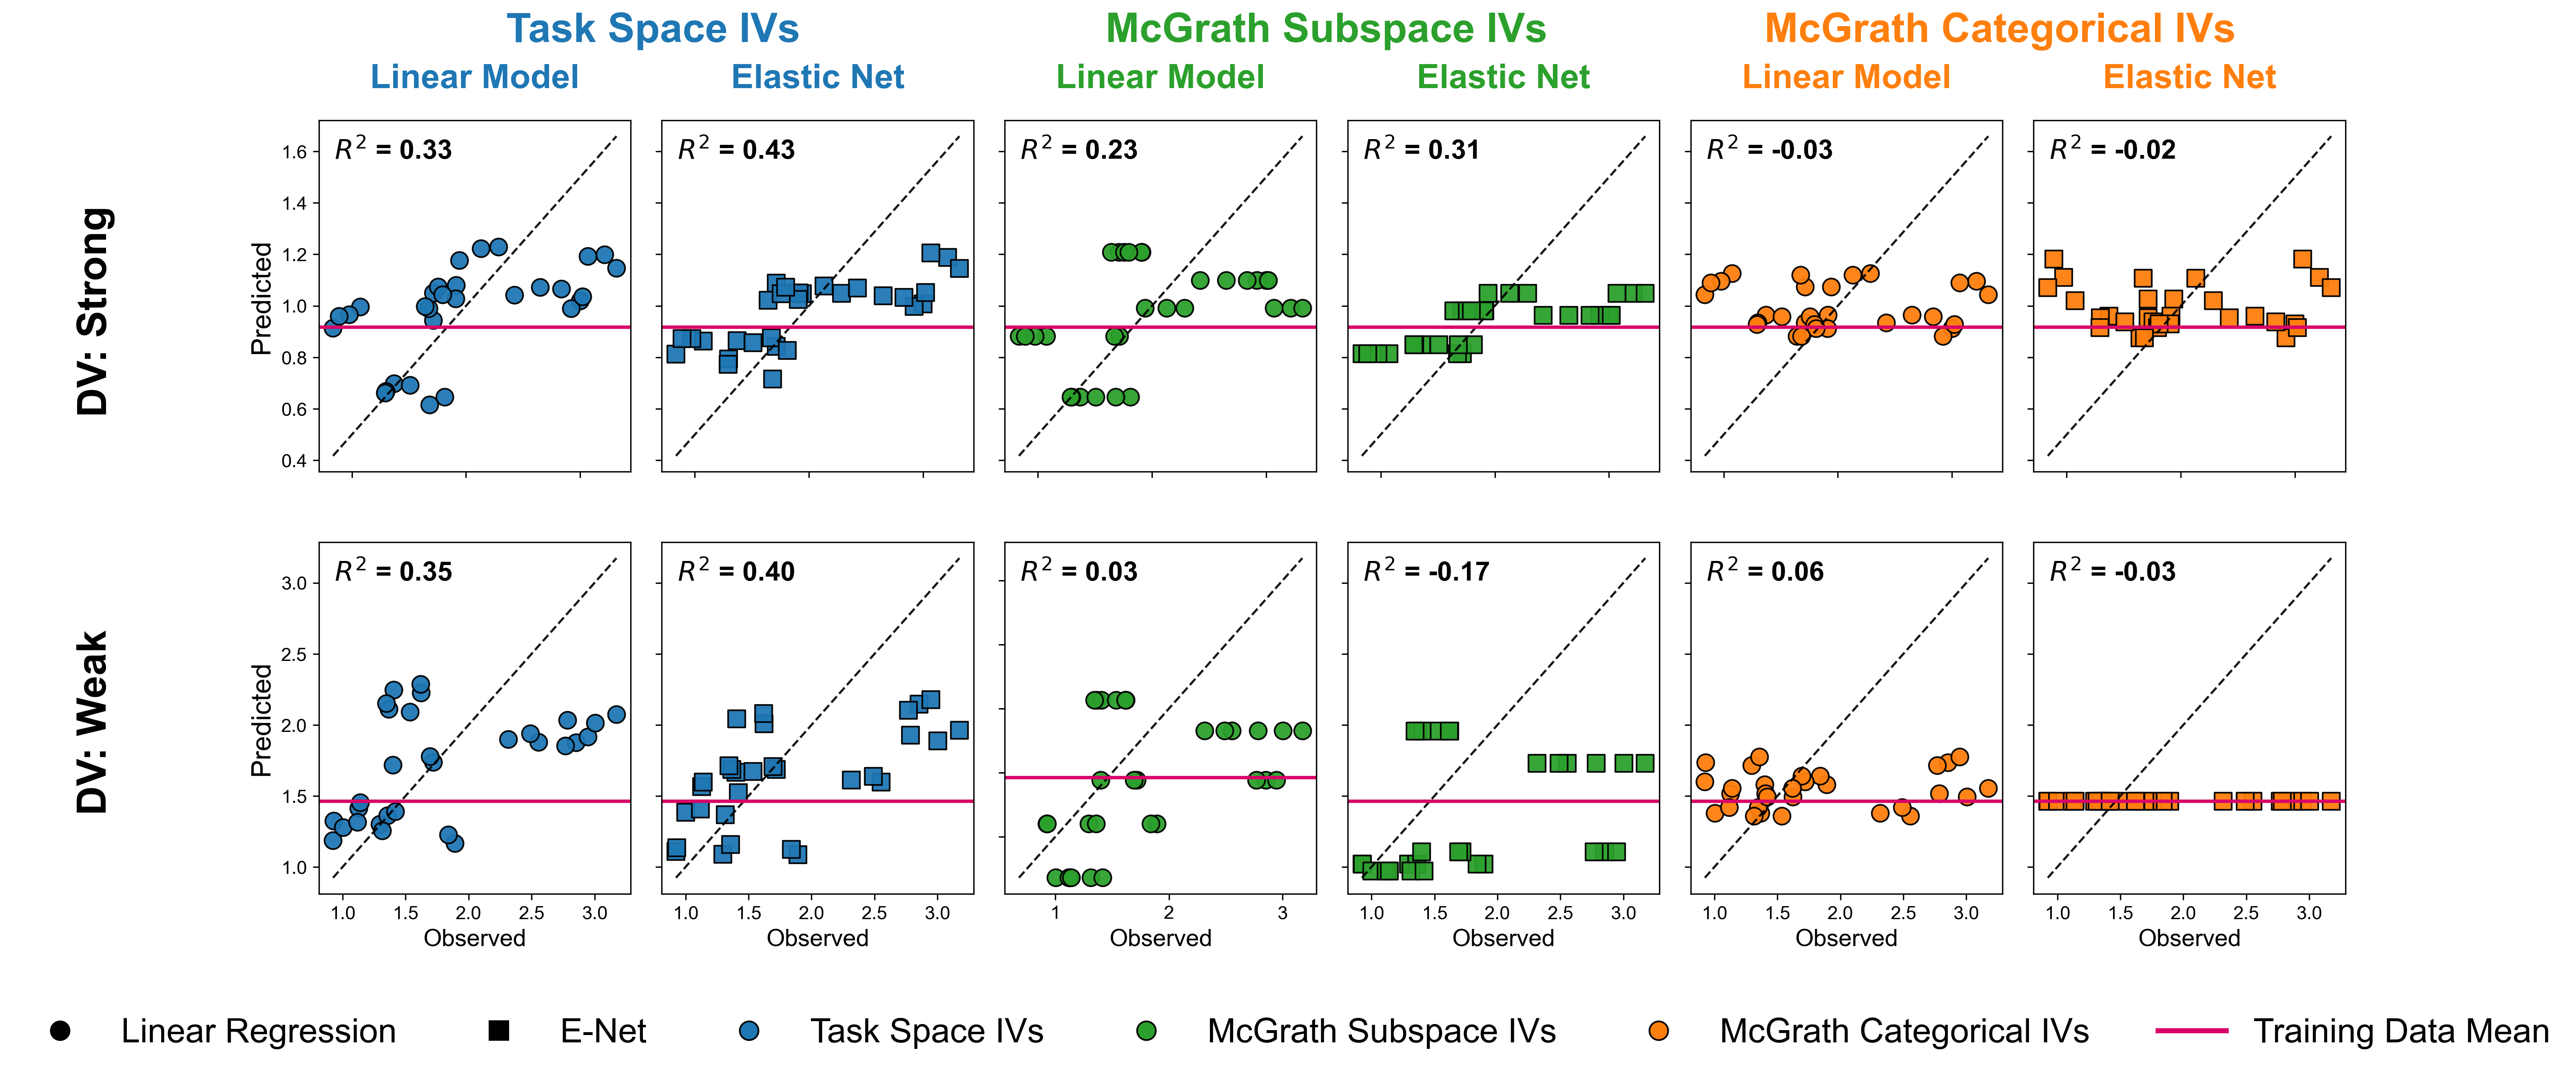 Task Space IVs McGrath Subspace IVs McGrath Categorical IVs
Linear Model Elastic Net Linear Model Elastic Net Linear Model Elastic Net
DV: Strong
Predicted
1.6
1.4
1.2
1.0
0.8
0.6
0.4
R² = 0.33
R² = 0.43
R² = 0.23
R² = 0.31
R² = -0.03
R² = -0.02
DV: Weak
Predicted
3.0
2.5
2.0
1.5
1.0
R² = 0.35
R² = 0.40
R² = 0.03
R² = -0.17
R² = 0.06
R² = -0.03
1.0 1.5 2.0 2.5 3.0 1.0 1.5 2.0 2.5 3.0 1 2 3 1.0 1.5 2.0 2.5 3.0 1.0 1.5 2.0 2.5 3.0 1.0 1.5 2.0 2.5 3.0
Observed Observed Observed Observed Observed Observed
Linear Regression E-Net Task Space IVs McGrath Subspace IVs McGrath Categorical IVs Training Data Mean